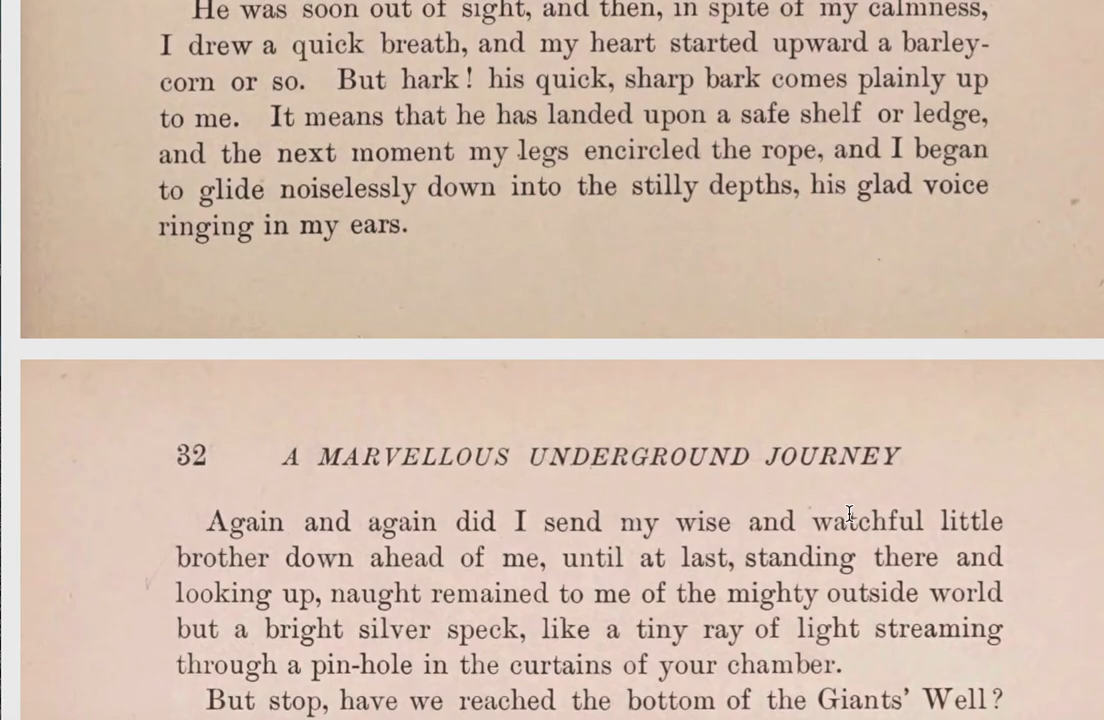 He was soon out of sight, and then, in spite of my calmness,
I drew a quick breath, and my heart started upward a barley-
corn or so. But hark! his quick, sharp bark comes plainly up
to me. It means that he has landed upon a safe shelf or ledge,
and the next moment my legs encircled the rope, and I began
to glide noiselessly down into the stilly depths, his glad voice
ringing in my ears.
32 A MARVELLOUS UNDERGROUND JOURNEY
Again and again did I send my wise and watchful little
brother down ahead of me, until at last, standing there and
looking up, naught remained to me of the mighty outside world
but a bright silver speck, like a tiny ray of light streaming
through a pin-hole in the curtains of your chamber.
But stop, have we reached the bottom of the Giants' Well?